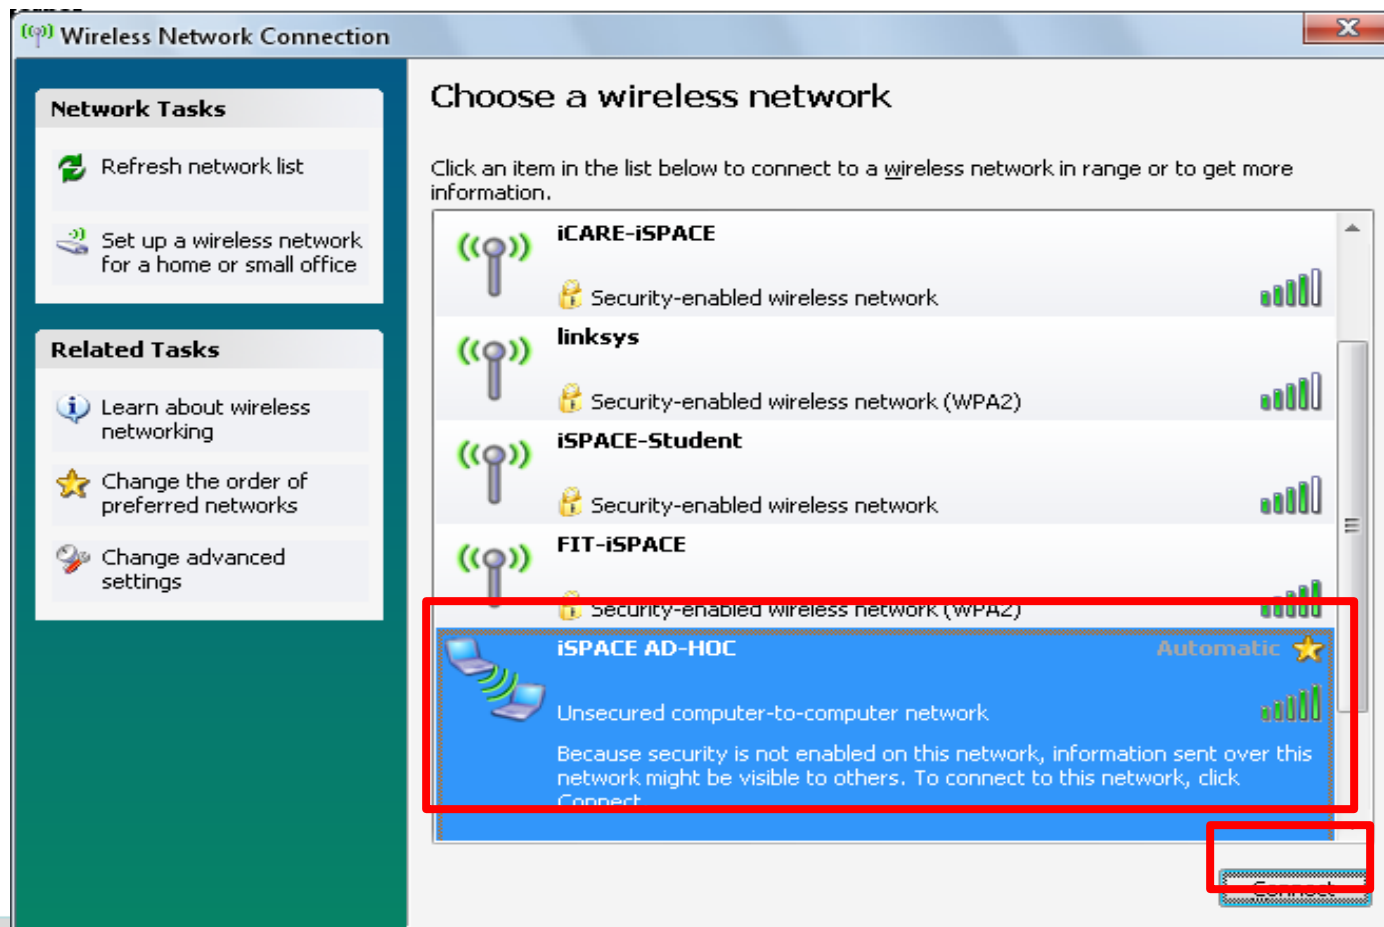 Wireless Network Connection
Network Tasks
Refresh network list
Set up a wireless network
for a home or small office
Related Tasks
Learn about wireless
networking
Change the order of
preferred networks
Change advanced
settings
Choose a wireless network
Click an item in the list below to connect to a wireless network in range or to get more
information.
iCARE-iSPACE
Security-enabled wireless network
linksys
Security-enabled wireless network (WPA2)
iSPACE-Student
Security-enabled wireless network
FIT-iSPACE
Security-enabled wireless network (WPA2)
iSPACE AD-HOC
Automatic
Unsecured computer-to-computer network
Because security is not enabled on this network, information sent over this
network might be visible to others. To connect to this network, click
Connect
Connect